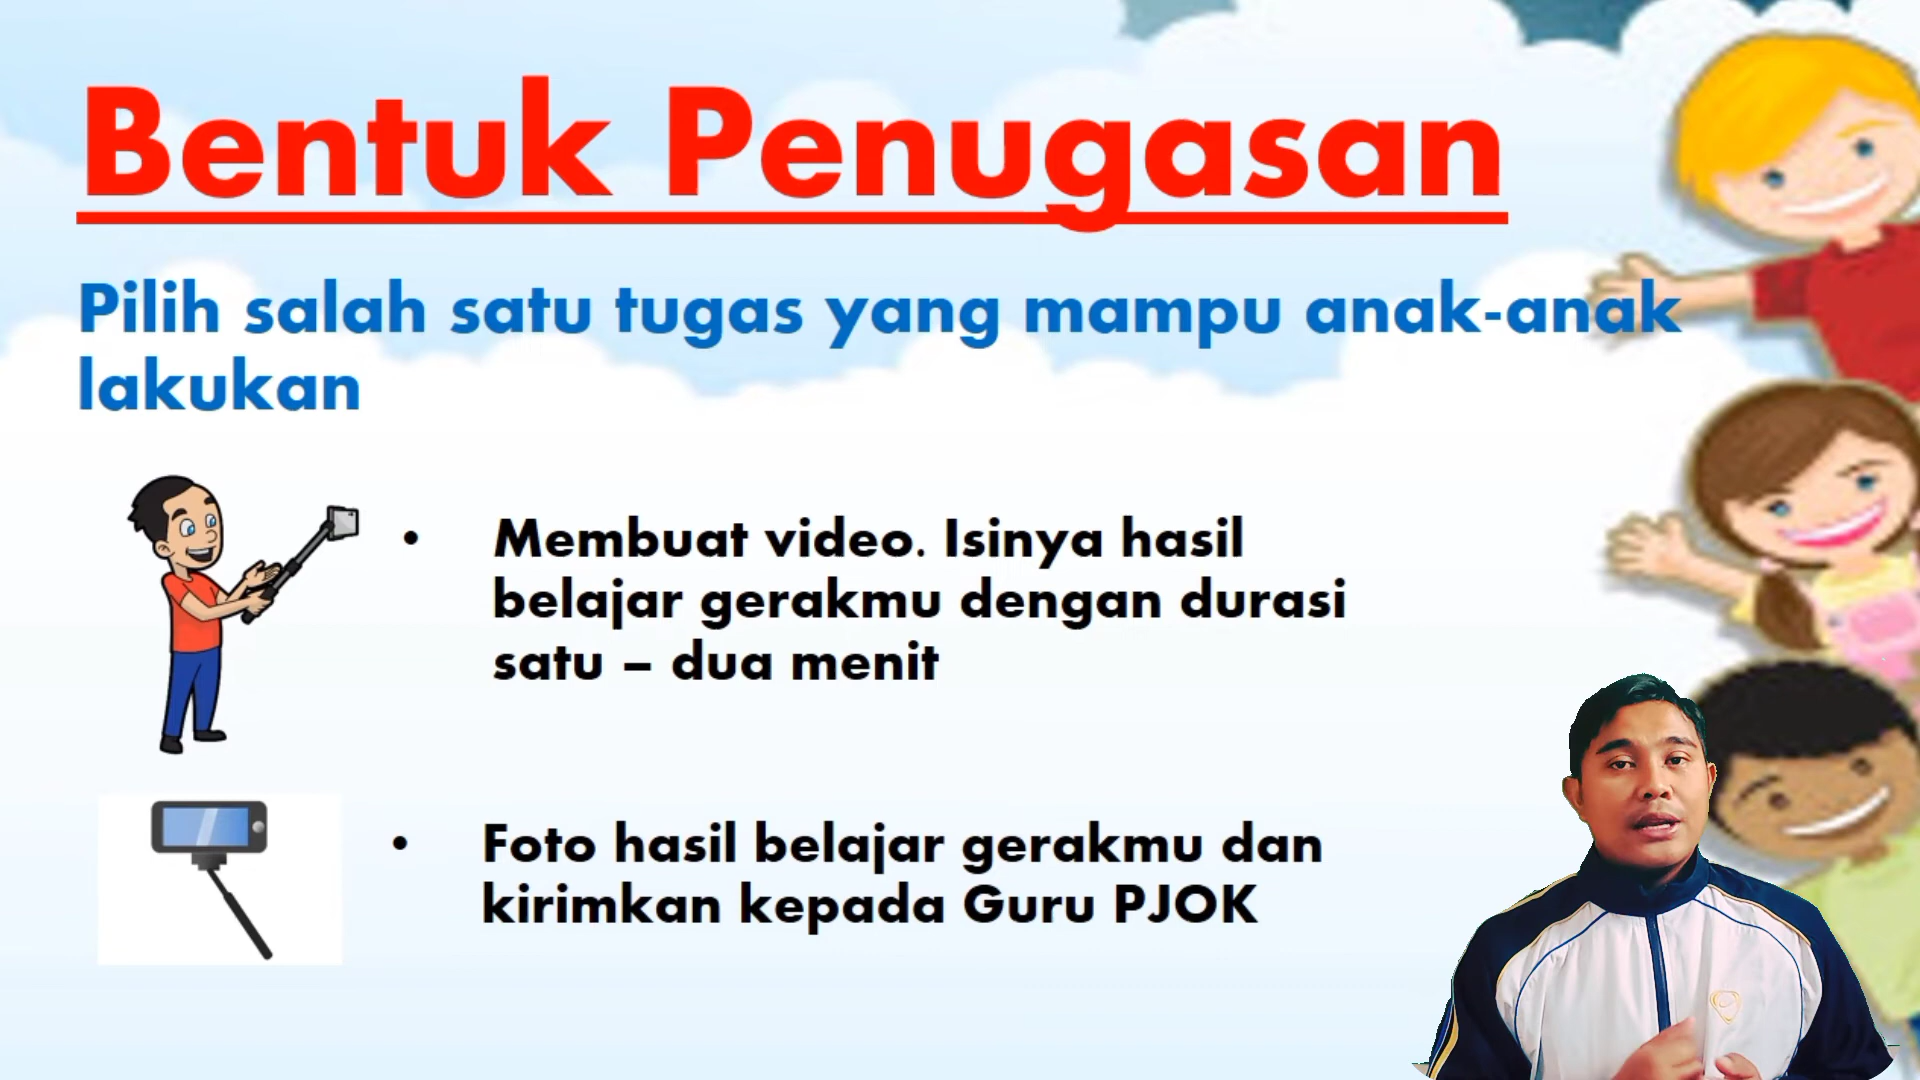 Bentuk Penugasan
Pilih salah satu tugas yang mampu anak-anak
lakukan
• Membuat video. Isinya hasil
belajar gerakmu dengan durasi
satu – dua menit
• Foto hasil belajar gerakmu dan
kirimkan kepada Guru PJOK